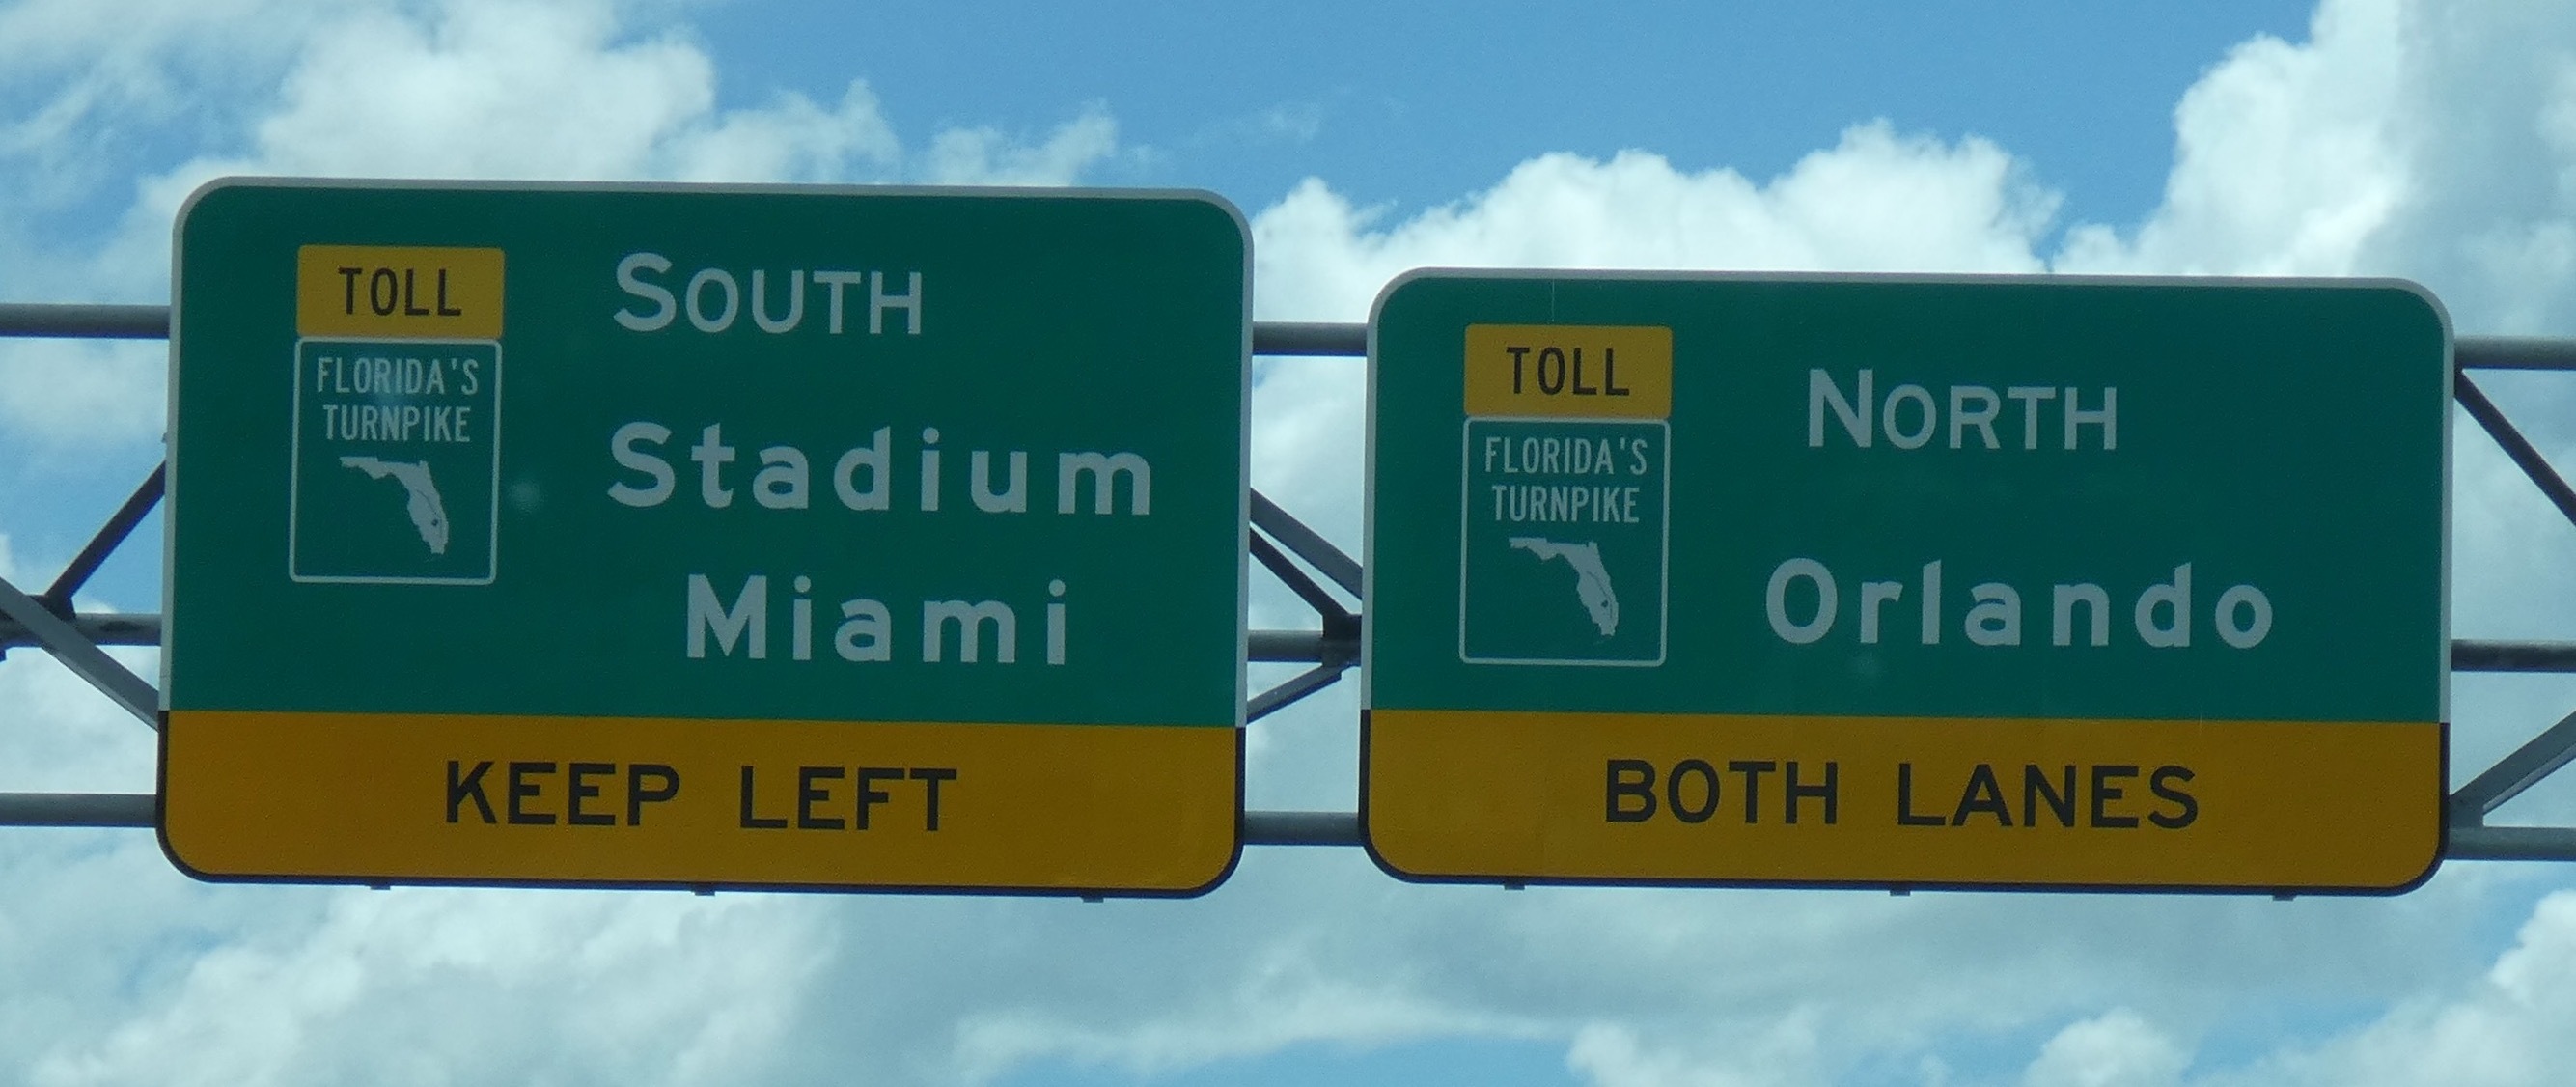 TOLL
FLORIDA'S
TURNPIKE
SOUTH
Stadium
Miami
KEEP LEFT
TOLL
FLORIDA'S
TURNPIKE
NORTH
Orlando
BOTH LANES